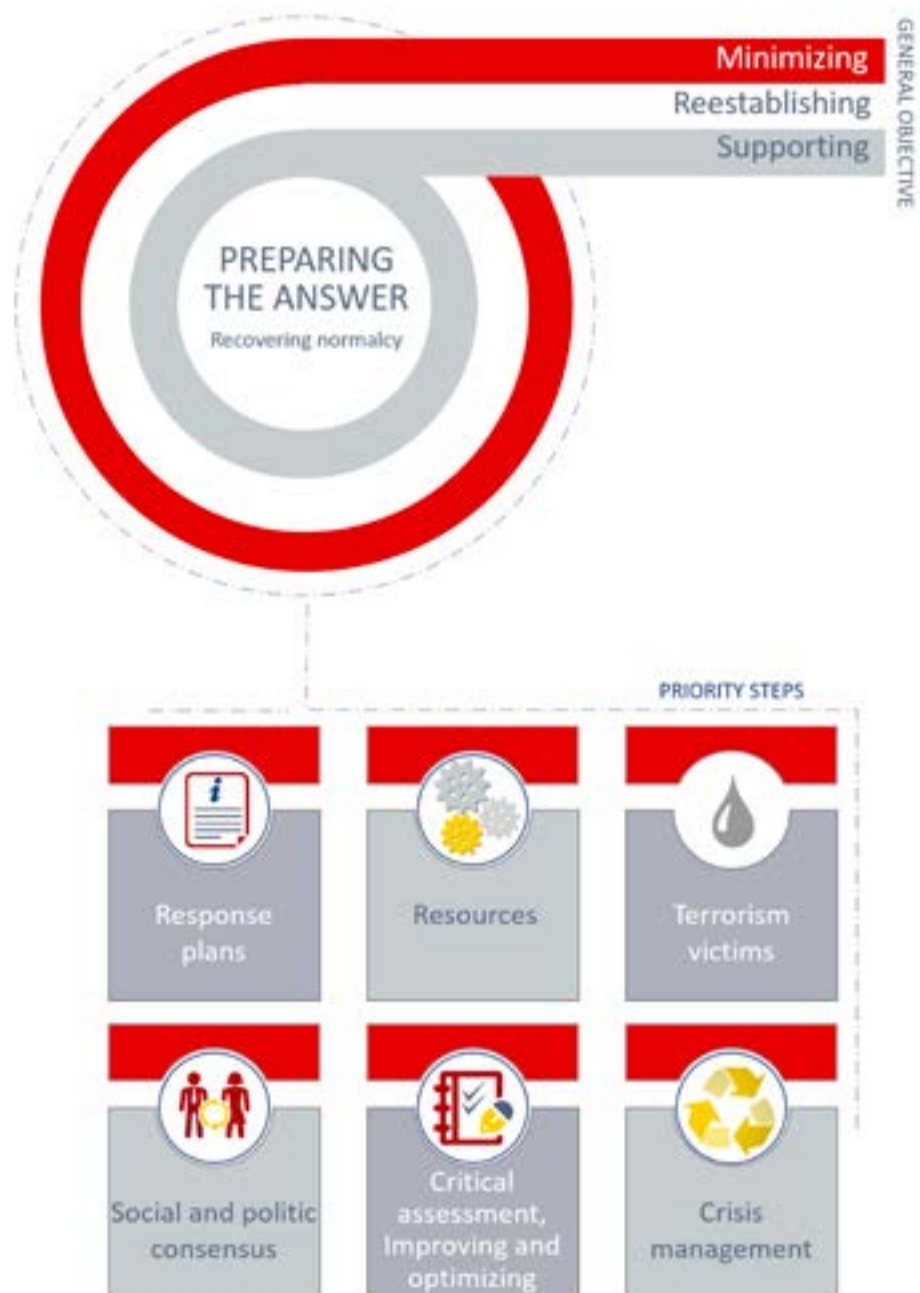 Minimizing
Reestablishing
Supporting
GENERAL OBJECTIVE
PREPARING
THE ANSWER
Recovering normalcy
PRIORITY STEPS
Response
plans
Resources
Terrorism
victims
Social and politic
consensus
Critical
assessment,
Improving and
optimizing
Crisis
management